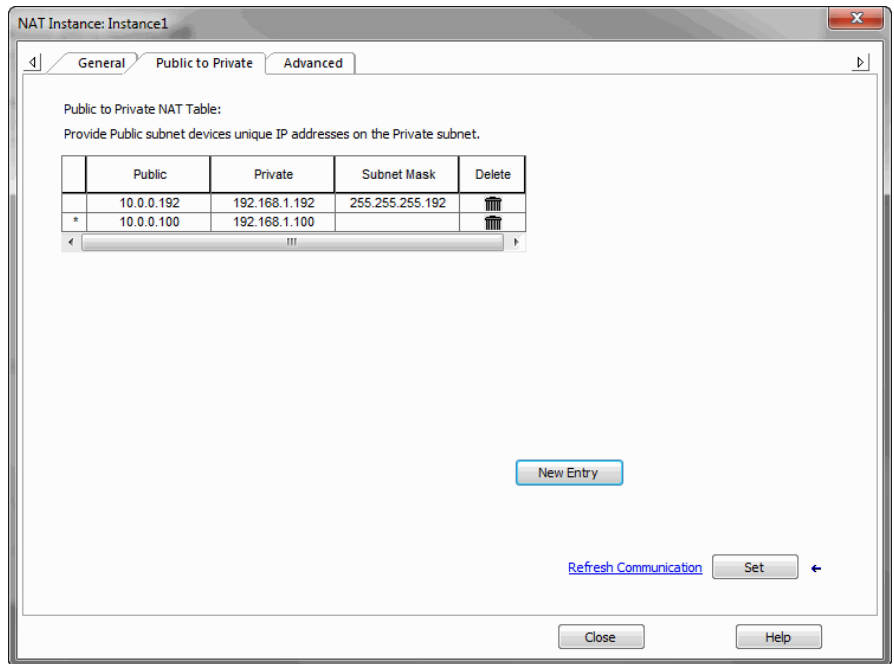 NAT Instance: Instance1
X
General Public to Private Advanced
Public to Private NAT Table:
Provide Public subnet devices unique IP addresses on the Private subnet.
Public Private Subnet Mask Delete
10.0.0.192 192.168.1.192 255.255.255.192
* 10.0.0.100 192.168.1.100
New Entry
Refresh Communication Set
Close Help